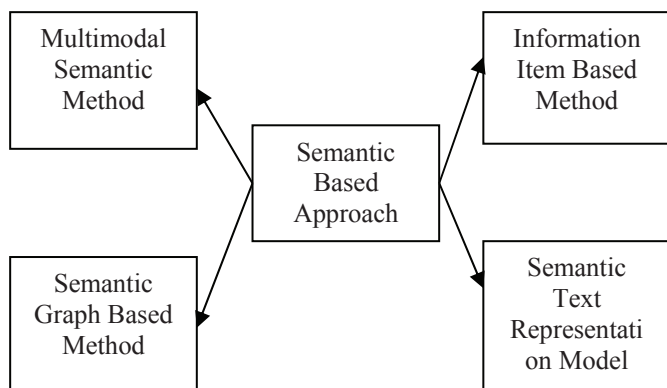 Multimodal
Semantic
Method
Information
Item Based
Method
Semantic
Based
Approach
Semantic
Graph Based
Method
Semantic
Text
Representati
on Model